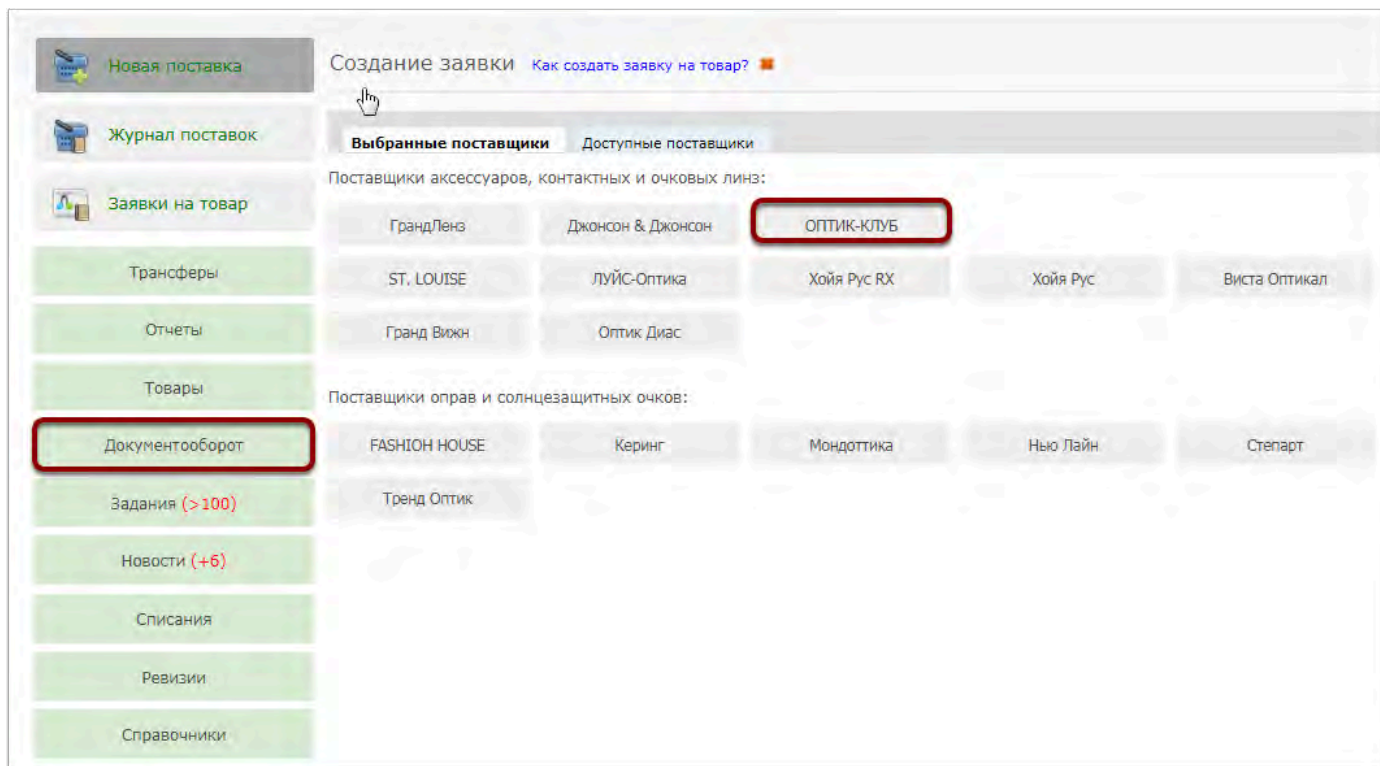 Новая поставка
Журнал поставок
Заявки на товар
Трансферы
Отчеты
Товары
Документооборот
Задания (>100)
Новости (+6)
Списания
Ревизии
Справочники
Создание заявки Как создать заявку на товар?
Выбранные поставщики Доступные поставщики
Поставщики аксессуаров, контактных и очковых линз:
ГрандЛенз Джонсон & Джонсон ОПТИК-КЛУБ
ST. LOUISE ЛУЙС-Оптика Хойя Рус RX Хойя Рус Виста Оптикал
Гранд Вижн Оптик Диас
Поставщики оправ и солнцезащитных очков:
FASHION HOUSE Керинг Мондоттика Нью Лайн Степарт
Тренд Оптик